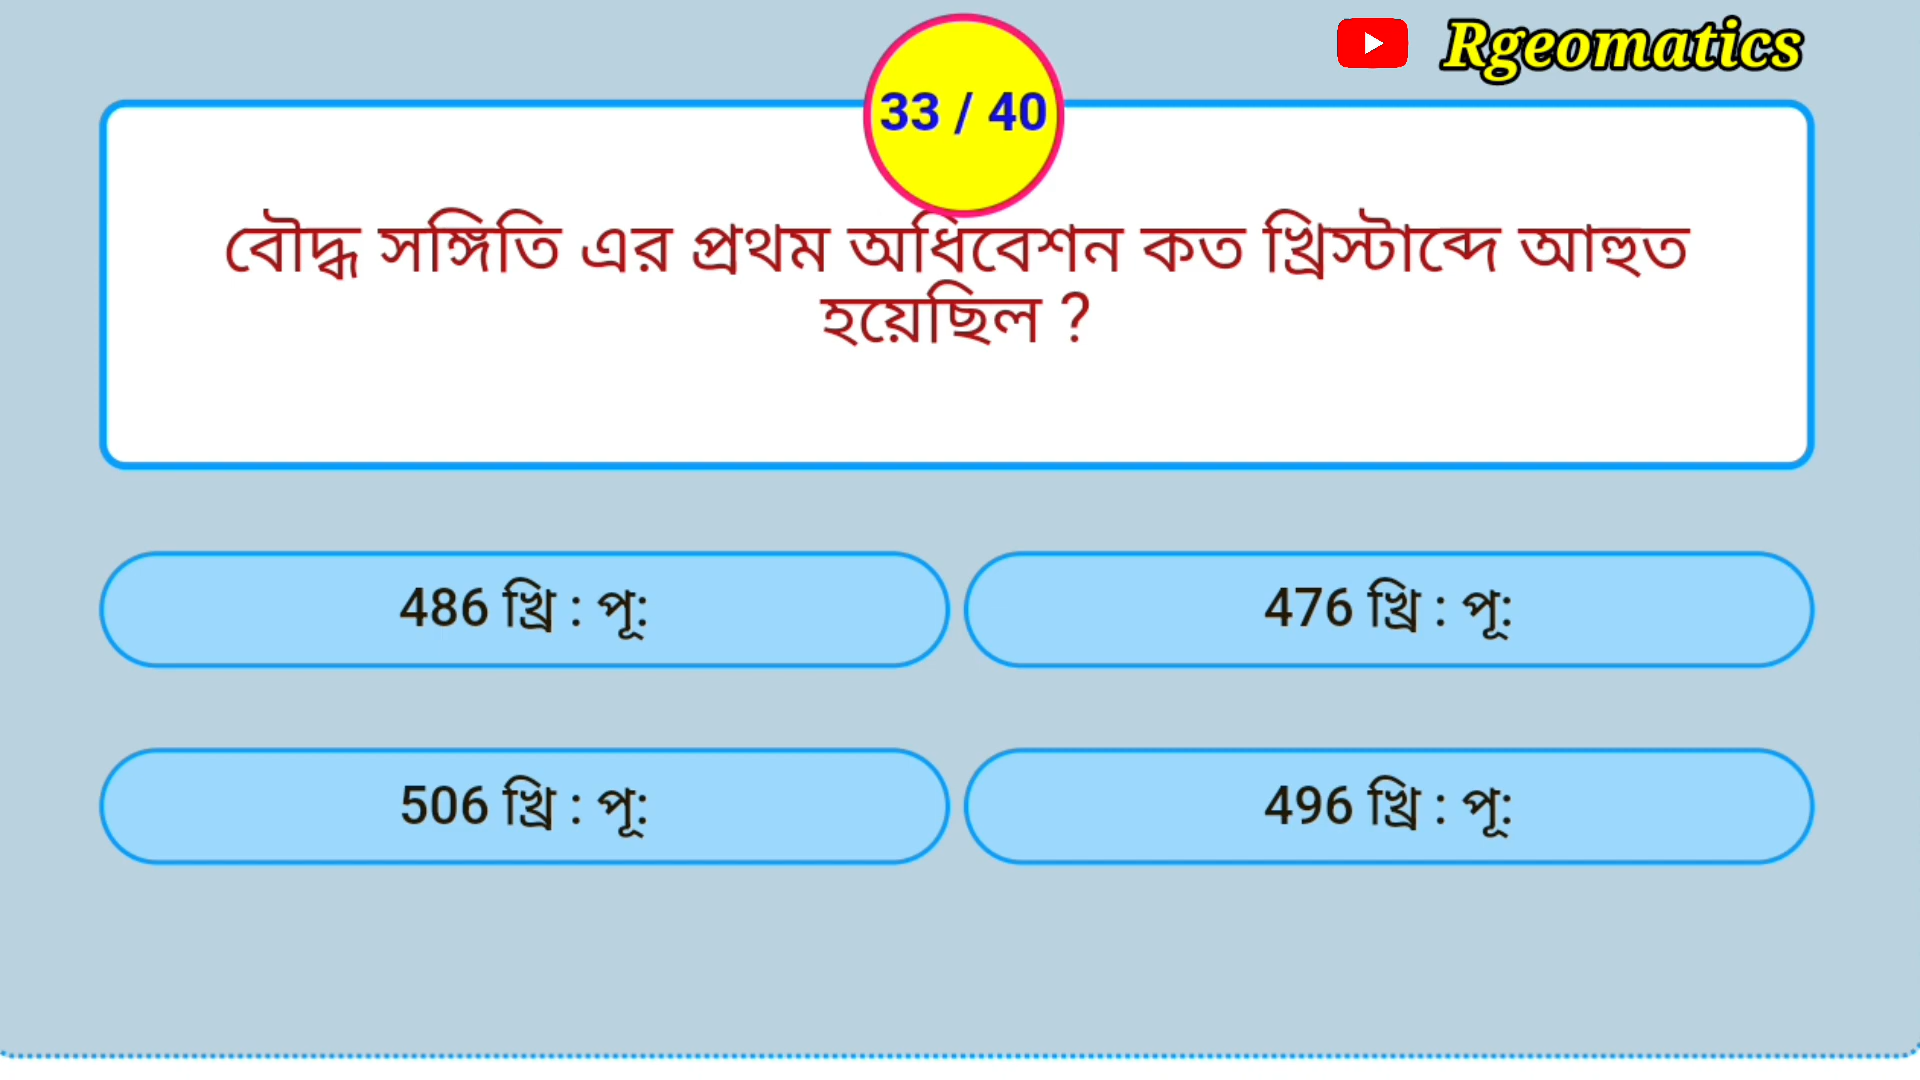 Rgeomatics
33 / 40
বৌদ্ধ সঙ্গিতি এর প্রথম অধিবেশন কত খ্রিস্টাব্দে আহুত
হয়েছিল ?
486 খ্রি : পূ:
476 খ্রি : পূ:
506 খ্রি : পূ:
496 খ্রি : পূ: